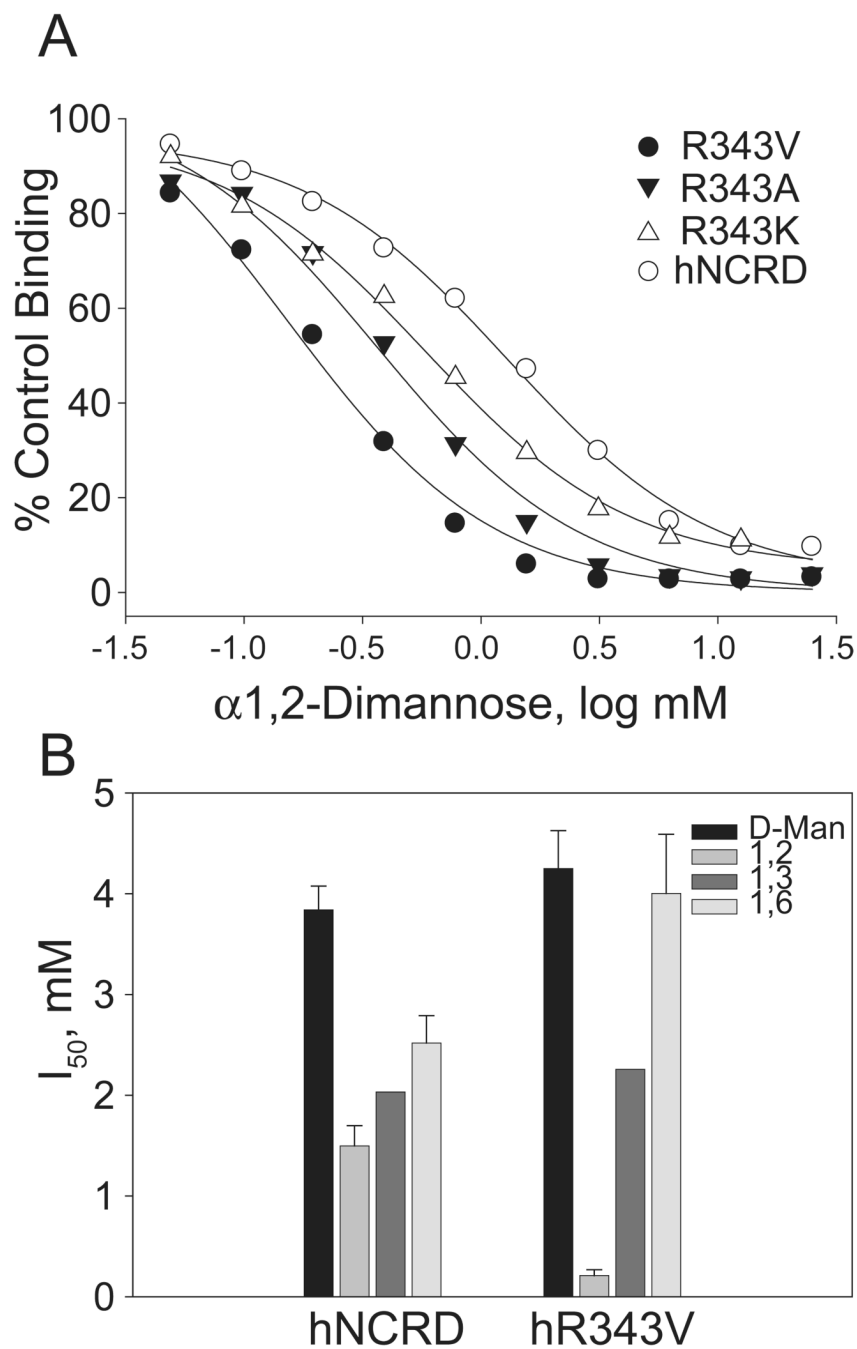 A
100
80
60
40
20
0
% Control Binding
R343V
R343A
R343K
hNCRD
-1.5 -1.0 -0.5 0.0 0.5 1.0 1.5
α1,2-Dimannose, log mM
B
5
4
3
2
1
0
I50, mM
D-Man
1,2
1,3
1,6
hNCRD hR343V